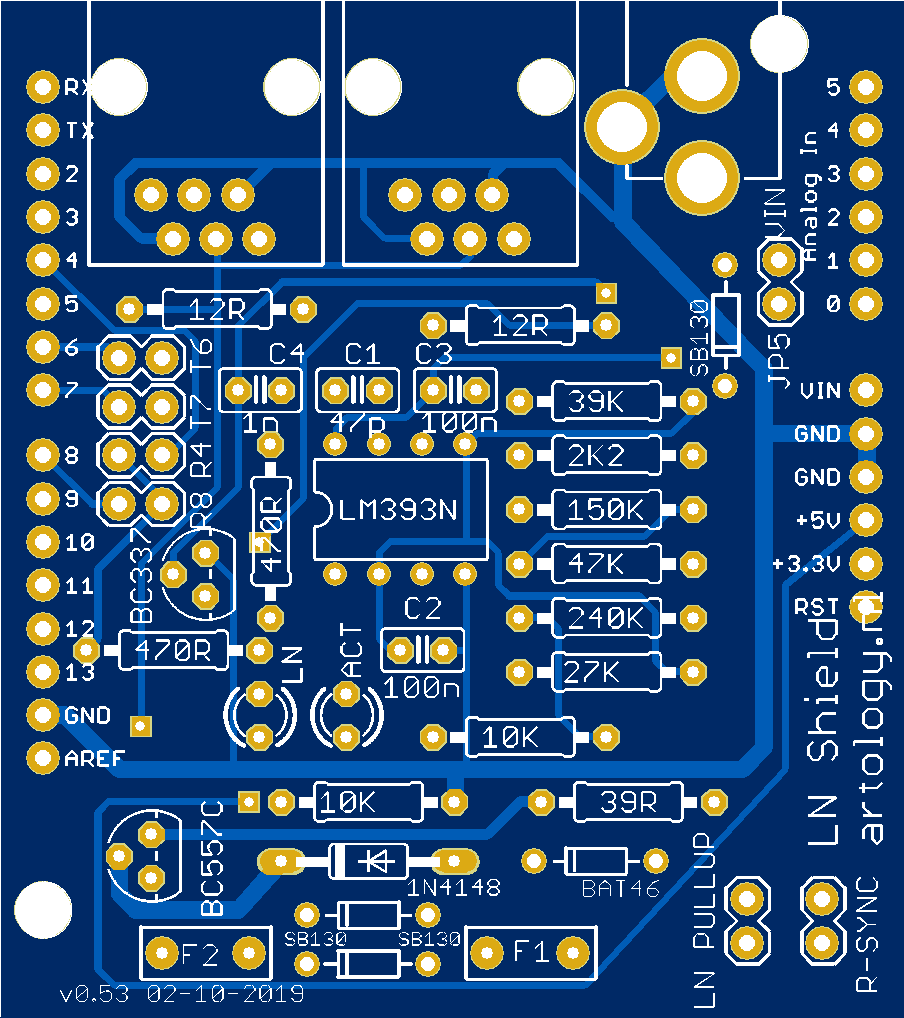 RX
5
TX
4
2
3
Analog In
3
2
VIN
4
1
5
0
12R
12R
SB130
JP5
6
T6
C4
C1
C3
7
T7
1n
47p
100n
39K
VIN
8
R4
2K2
GND
GND
9
R8
470R
LM393N
150K
+5V
10
BC337
47K
+3.3V
11
C2
240K
RST
12
470R
LN
ACT
27K
13
100n
LN Shield
artology.nl
GND
10K
AREF
10K
39R
BC557C
1N4148
BAT46
LN PULLUP
R-SYNC
SB130
SB130
F2
F1
v0.53 02-10-2019